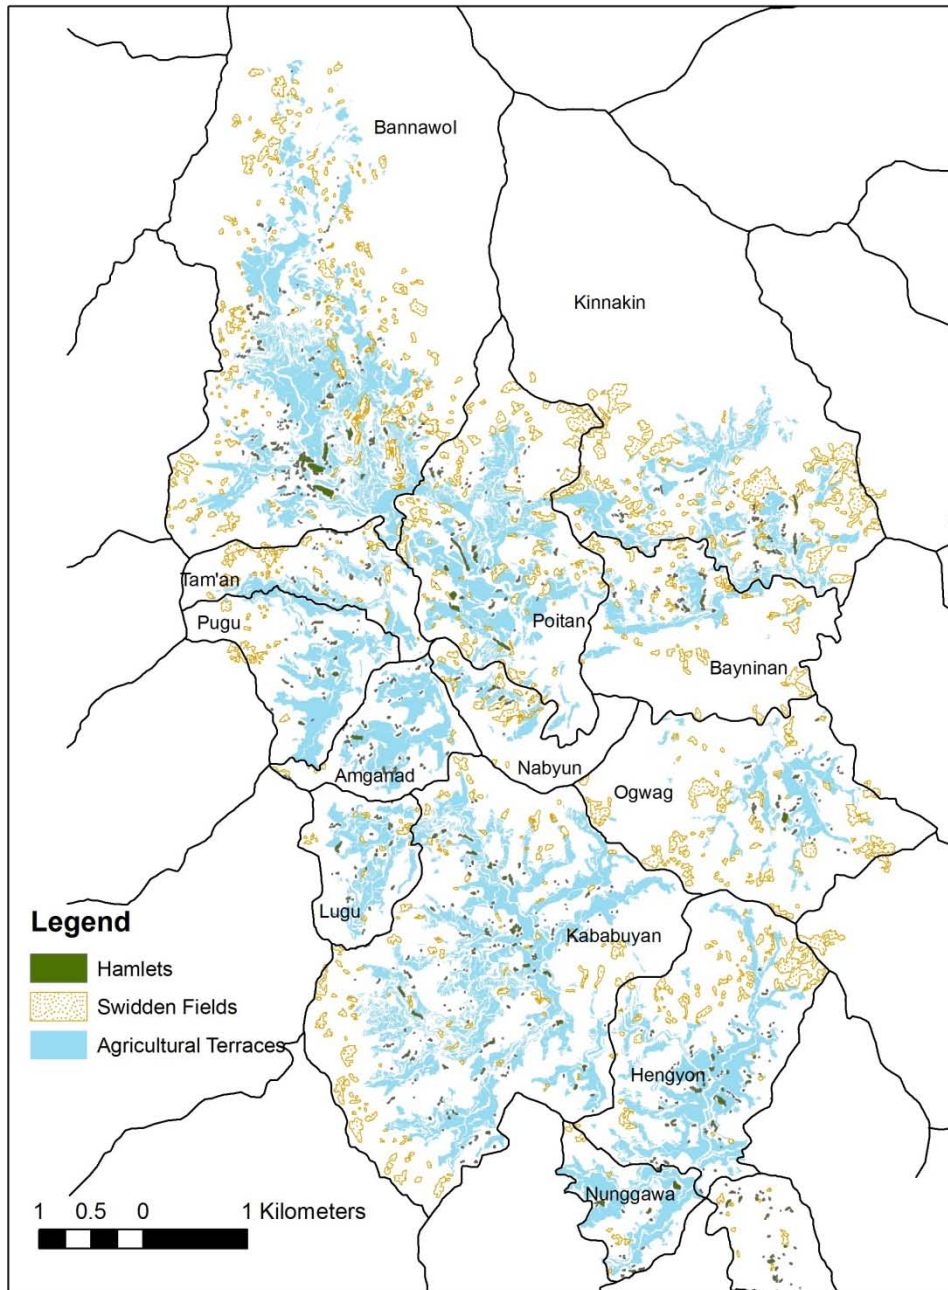 Bannawol
Kinnakin
Tam'an
Pugu
Poitan
Bayninan
Amganad
Nabyun
Ogwag
Lugu
Kababuyan
Hengyon
Nunggawa
Legend
Hamlets
Swidden Fields
Agricultural Terraces
1 0.5 0 1 Kilometers